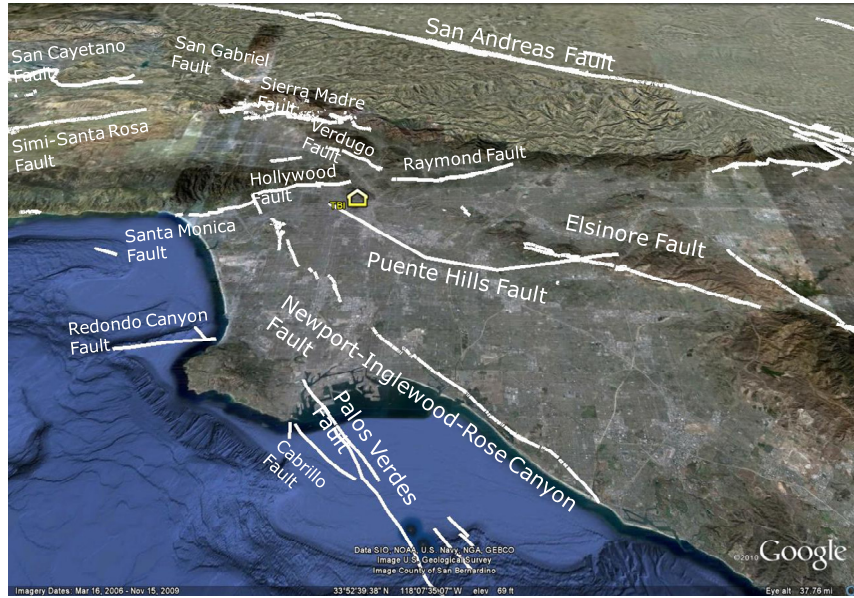 San Andreas Fault
San Cayetano
Fault
San Gabriel
Fault
Sierra Madre
Fault
Simi-Santa Rosa
Fault
Verdugo
Fault
Raymond Fault
Hollywood
Fault
TBI
Santa Monica
Fault
Elsinore Fault
Puente Hills Fault
Redondo Canyon
Fault
Newport-Inglewood-Rose Canyon
Fault
Palos Verdes
Fault
Cabrillo
Fault
Data SIO, NOAA, U.S. Navy, NGA, GEBCO
Image U.S. Geological Survey
Image County of San Bernardino
©2010 Google
Imagery Dates: Mar 16, 2006 - Nov 15, 2009
33°52'39.38" N 118°07'35.07" W elev 69 ft
Eye alt 37.76 mi